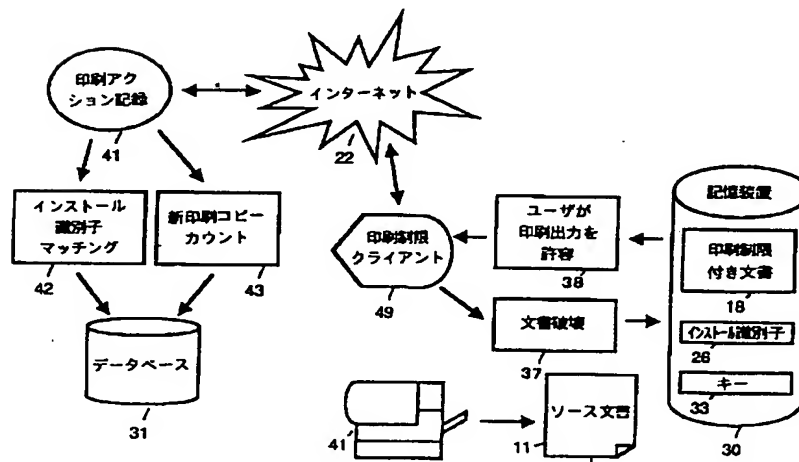 印刷アク
ション記録
41
インターネット
22
インストール
識別子
マッチング
42
新印刷コピー
カウント
43
データベース
31
印刷制限
クライアント
49
ユーザが
印刷出力を
許容
38
文書破壊
37
記憶装置
印刷制限
付き文書
18
インストール識別子
26
キー
33
30
41
ソース文書
11